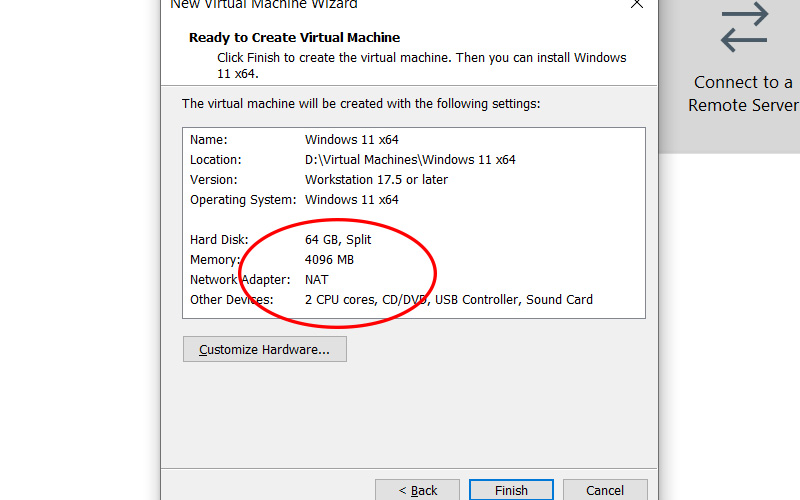 New Virtual Machine Wizard
Ready to Create Virtual Machine
Click Finish to create the virtual machine. Then you can install Windows
11 x64.
Connect to a
Remote Server
The virtual machine will be created with the following settings:
Name: Windows 11 x64
Location: D:\Virtual Machines\Windows 11 x64
Version: Workstation 17.5 or later
Operating System: Windows 11 x64
Hard Disk: 64 GB, Split
Memory: 4096 MB
Network Adapter: NAT
Other Devices: 2 CPU cores, CD/DVD, USB Controller, Sound Card
Customize Hardware...
< Back
Finish
Cancel